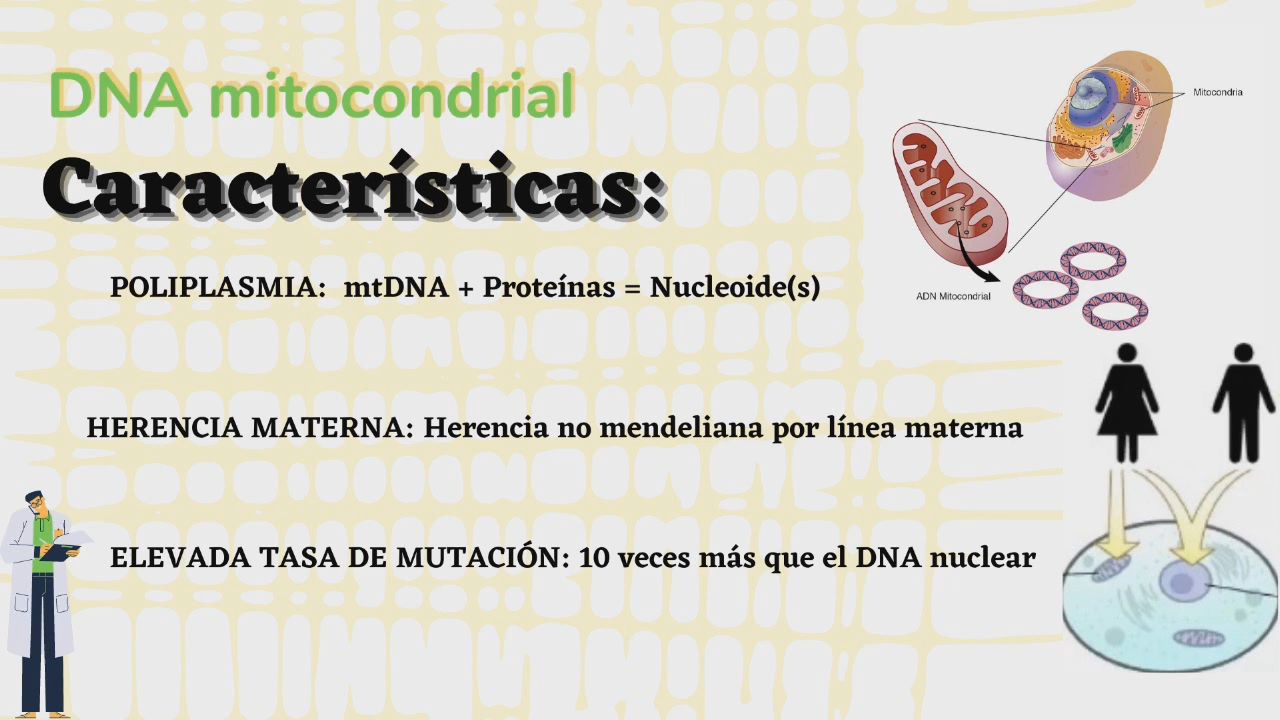 DNA mitocondrial
Características:
POLIPLASMIA: mtDNA + Proteínas = Nucleoide(s)
HERENCIA MATERNA: Herencia no mendeliana por línea materna
ELEVADA TASA DE MUTACIÓN: 10 veces más que el DNA nuclear
Mitocondria
ADN Mitocondrial